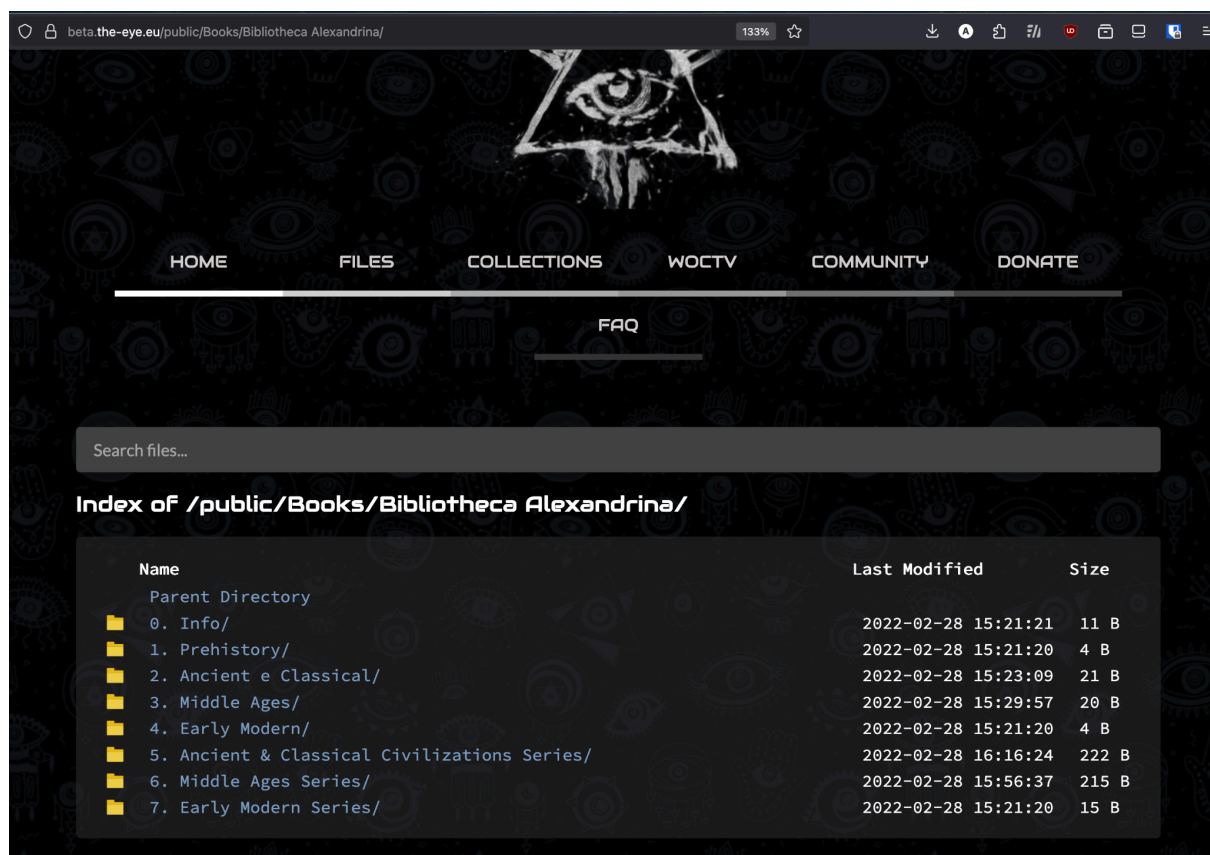 beta.the-eye.eu/public/Books/Bibliotheca Alexandrina/ 133%
HOME FILES COLLECTIONS WOCTV COMMUNITY DONATE
FAQ
Search files...
Index of /public/Books/Bibliotheca Alexandrina/
Name Last Modified Size
Parent Directory
0. Info/ 2022-02-28 15:21:21 11 B
1. Prehistory/ 2022-02-28 15:21:20 4 B
2. Ancient e Classical/ 2022-02-28 15:23:09 21 B
3. Middle Ages/ 2022-02-28 15:29:57 20 B
4. Early Modern/ 2022-02-28 15:21:20 4 B
5. Ancient & Classical Civilizations Series/ 2022-02-28 16:16:24 222 B
6. Middle Ages Series/ 2022-02-28 15:56:37 215 B
7. Early Modern Series/ 2022-02-28 15:21:20 15 B